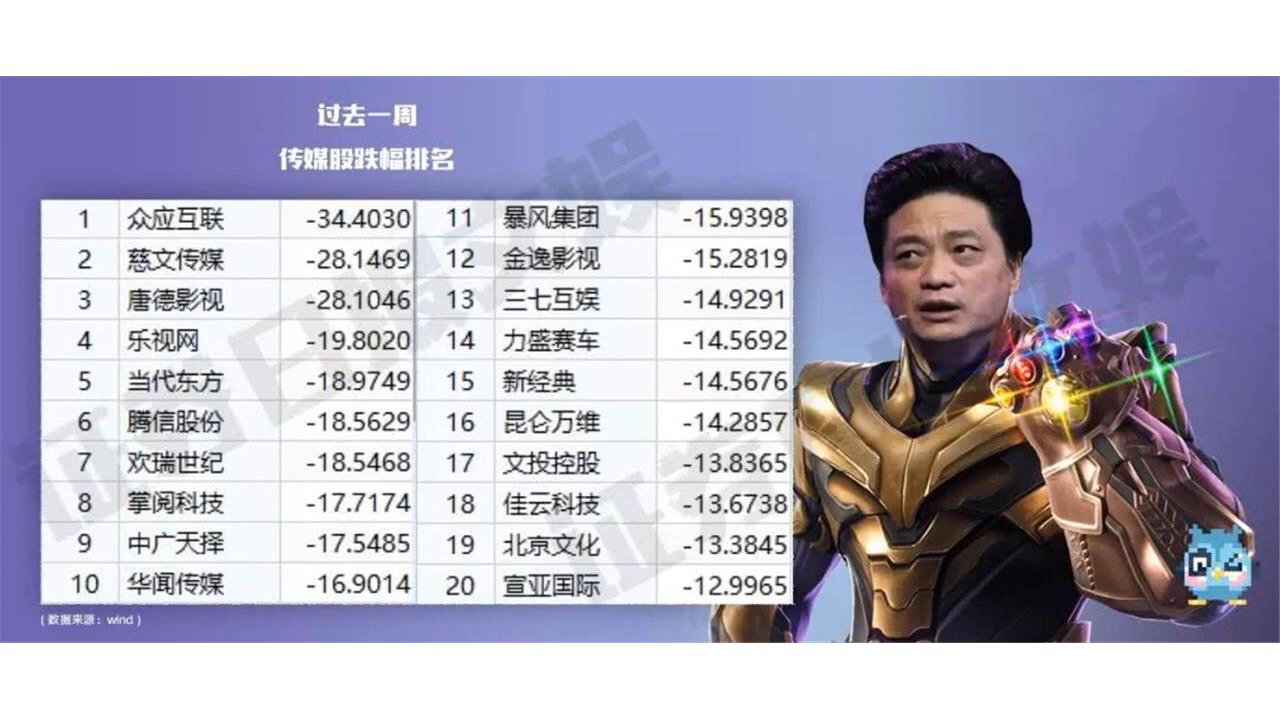 过去一周
传媒股跌幅排名
1 众应互联 -34.4030 11 暴风集团 -15.9398
2 慈文传媒 -28.1469 12 金逸影视 -15.2819
3 唐德影视 -28.1046 13 三七互娱 -14.9291
4 乐视网 -19.8020 14 力盛赛车 -14.5692
5 当代东方 -18.9749 15 新经典 -14.5676
6 腾信股份 -18.5629 16 昆仑万维 -14.2857
7 欢瑞世纪 -18.5468 17 文投控股 -13.8365
8 掌阅科技 -17.7174 18 佳云科技 -13.6738
9 中广天择 -17.5485 19 北京文化 -13.3845
10 华闻传媒 -16.9014 20 宣亚国际 -12.9965
（数据来源：wind）